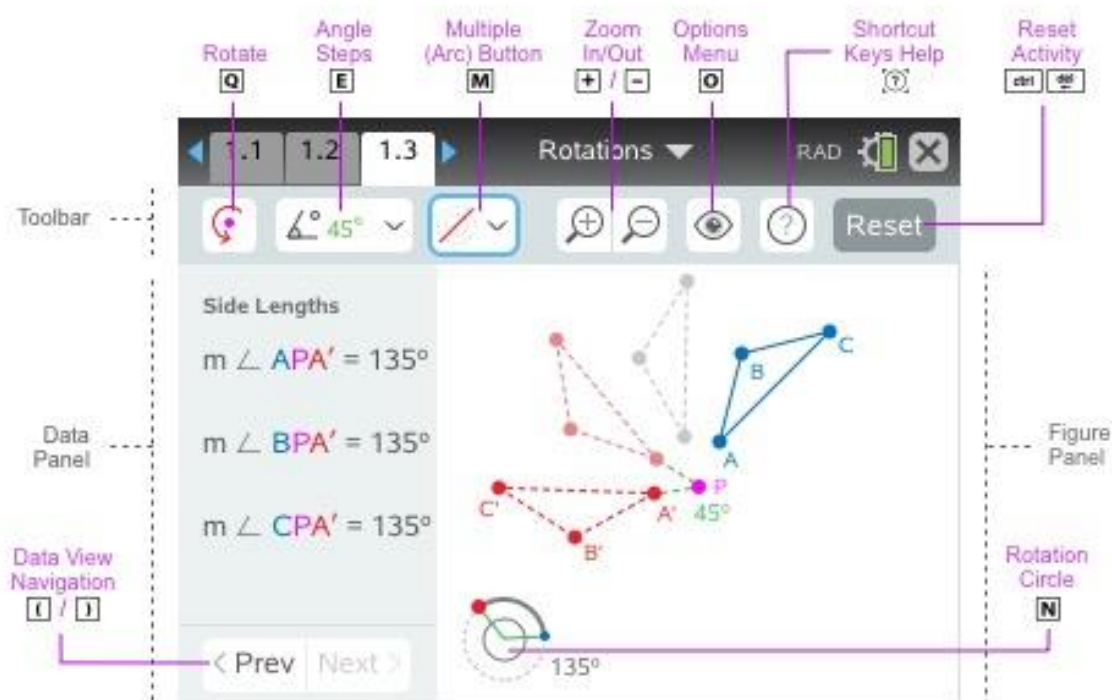 Rotate
Q
Angle
Steps
E
Multiple
(Arc) Button
M
Zoom
In/Out
+ / -
Options
Menu
O
Shortcut
Keys Help
?
Reset
Activity
ctrl del
1.1 1.2 1.3 Rotations RAD
Toolbar
45° ? Reset
Side Lengths
m ∠ APA′ = 135°
m ∠ BPA′ = 135°
m ∠ CPA′ = 135°
Data
Panel
Data View
Navigation
( / )
< Prev Next >
C
B
A
P
45°
C'
A'
B'
135°
Figure
Panel
Rotation
Circle
N